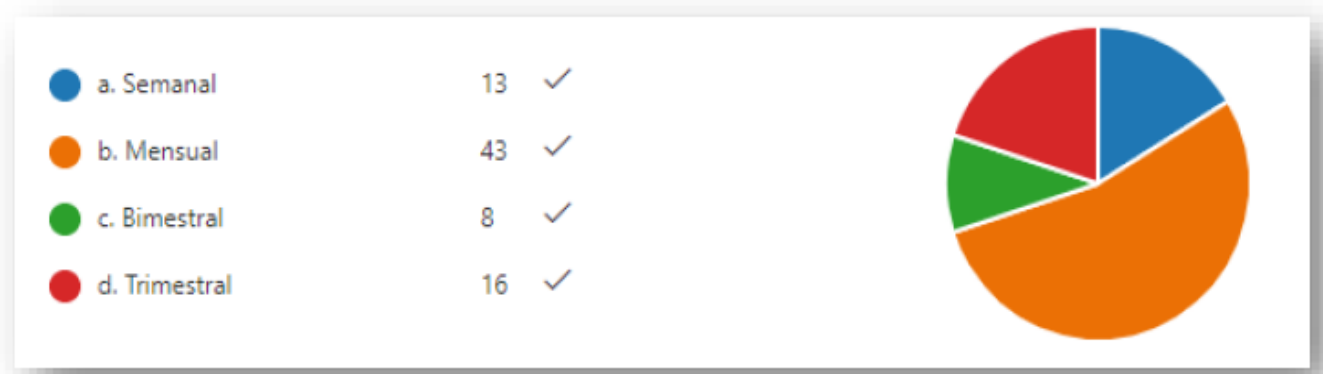 a. Semanal 13
b. Mensual 43
c. Bimestral 8
d. Trimestral 16